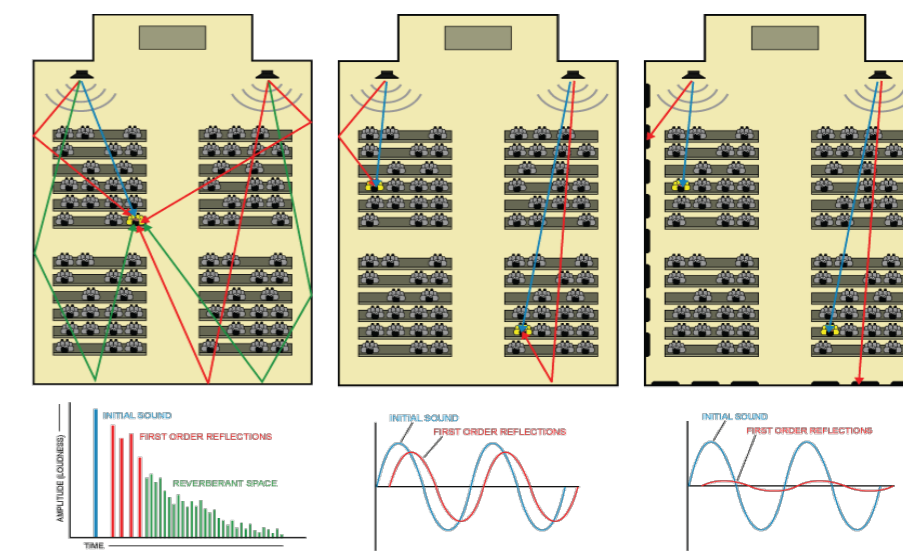 INITIAL SOUND
FIRST ORDER REFLECTIONS
REVERBERANT SPACE
AMPLITUDE (LOUDNESS)
TIME
INITIAL SOUND
FIRST ORDER REFLECTIONS
INITIAL SOUND
FIRST ORDER REFLECTIONS